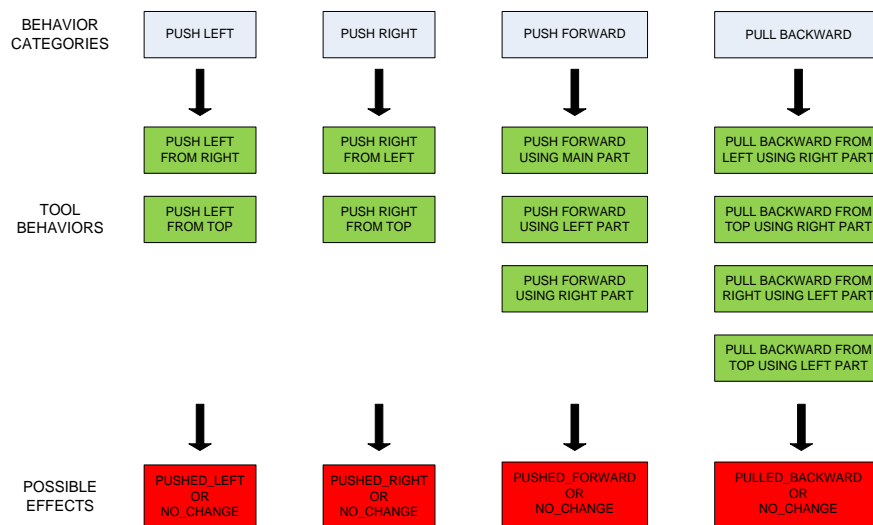 BEHAVIOR
CATEGORIES
PUSH LEFT
PUSH RIGHT
PUSH FORWARD
PULL BACKWARD
TOOL
BEHAVIORS
PUSH LEFT
FROM RIGHT
PUSH RIGHT
FROM LEFT
PUSH FORWARD
USING MAIN PART
PULL BACKWARD FROM
LEFT USING RIGHT PART
PUSH LEFT
FROM TOP
PUSH RIGHT
FROM TOP
PUSH FORWARD
USING LEFT PART
PULL BACKWARD FROM
TOP USING RIGHT PART
PUSH FORWARD
USING RIGHT PART
PULL BACKWARD FROM
RIGHT USING LEFT PART
PULL BACKWARD FROM
TOP USING LEFT PART
POSSIBLE
EFFECTS
PUSHED_LEFT
OR
NO_CHANGE
PUSHED_RIGHT
OR
NO_CHANGE
PUSHED_FORWARD
OR
NO_CHANGE
PULLED_BACKWARD
OR
NO_CHANGE